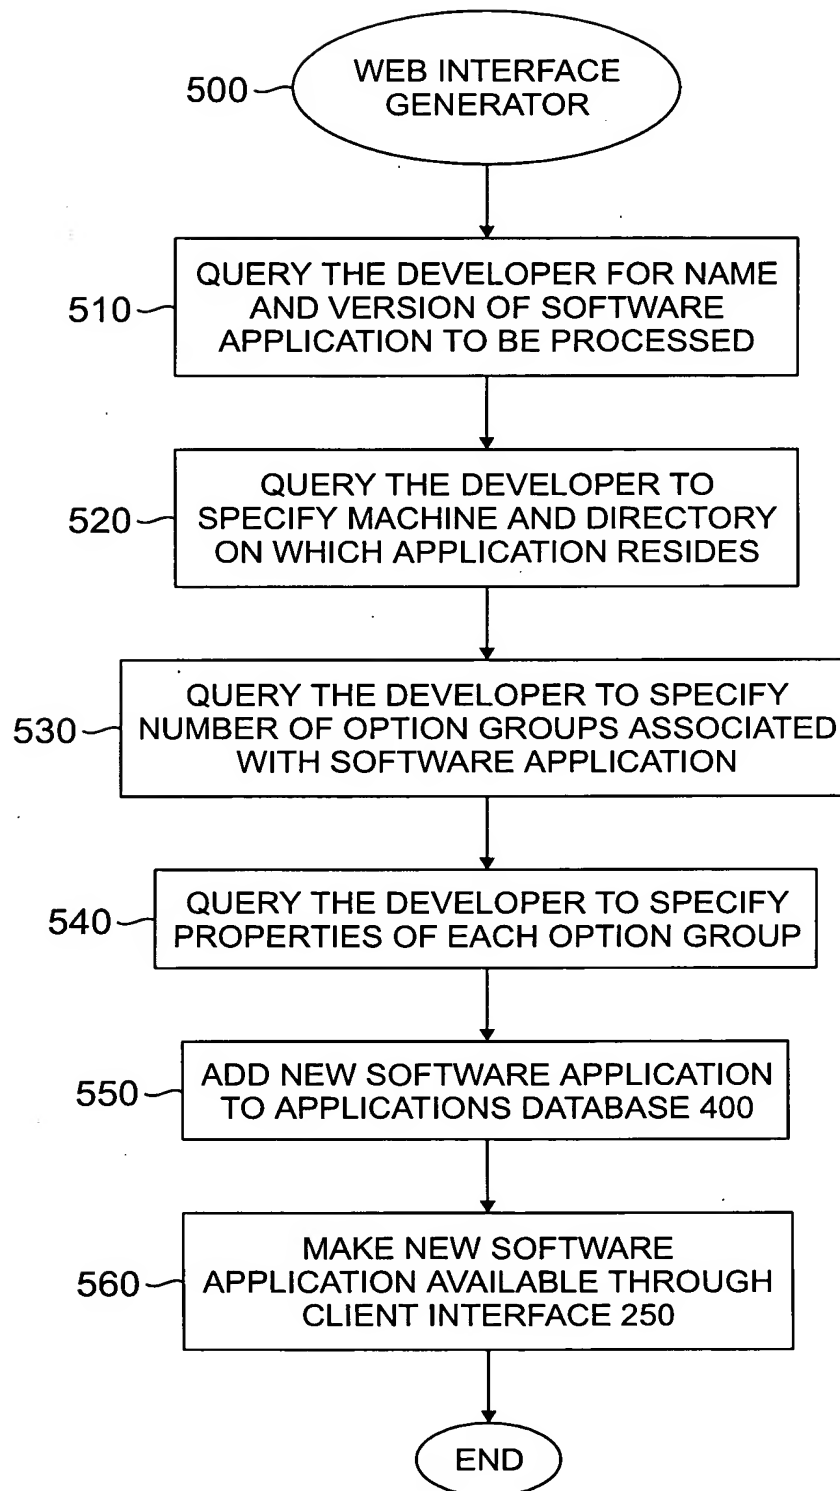 500
WEB INTERFACE
GENERATOR
510
QUERY THE DEVELOPER FOR NAME
AND VERSION OF SOFTWARE
APPLICATION TO BE PROCESSED
520
QUERY THE DEVELOPER TO
SPECIFY MACHINE AND DIRECTORY
ON WHICH APPLICATION RESIDES
530
QUERY THE DEVELOPER TO SPECIFY
NUMBER OF OPTION GROUPS ASSOCIATED
WITH SOFTWARE APPLICATION
540
QUERY THE DEVELOPER TO SPECIFY
PROPERTIES OF EACH OPTION GROUP
550
ADD NEW SOFTWARE APPLICATION
TO APPLICATIONS DATABASE 400
560
MAKE NEW SOFTWARE
APPLICATION AVAILABLE THROUGH
CLIENT INTERFACE 250
END